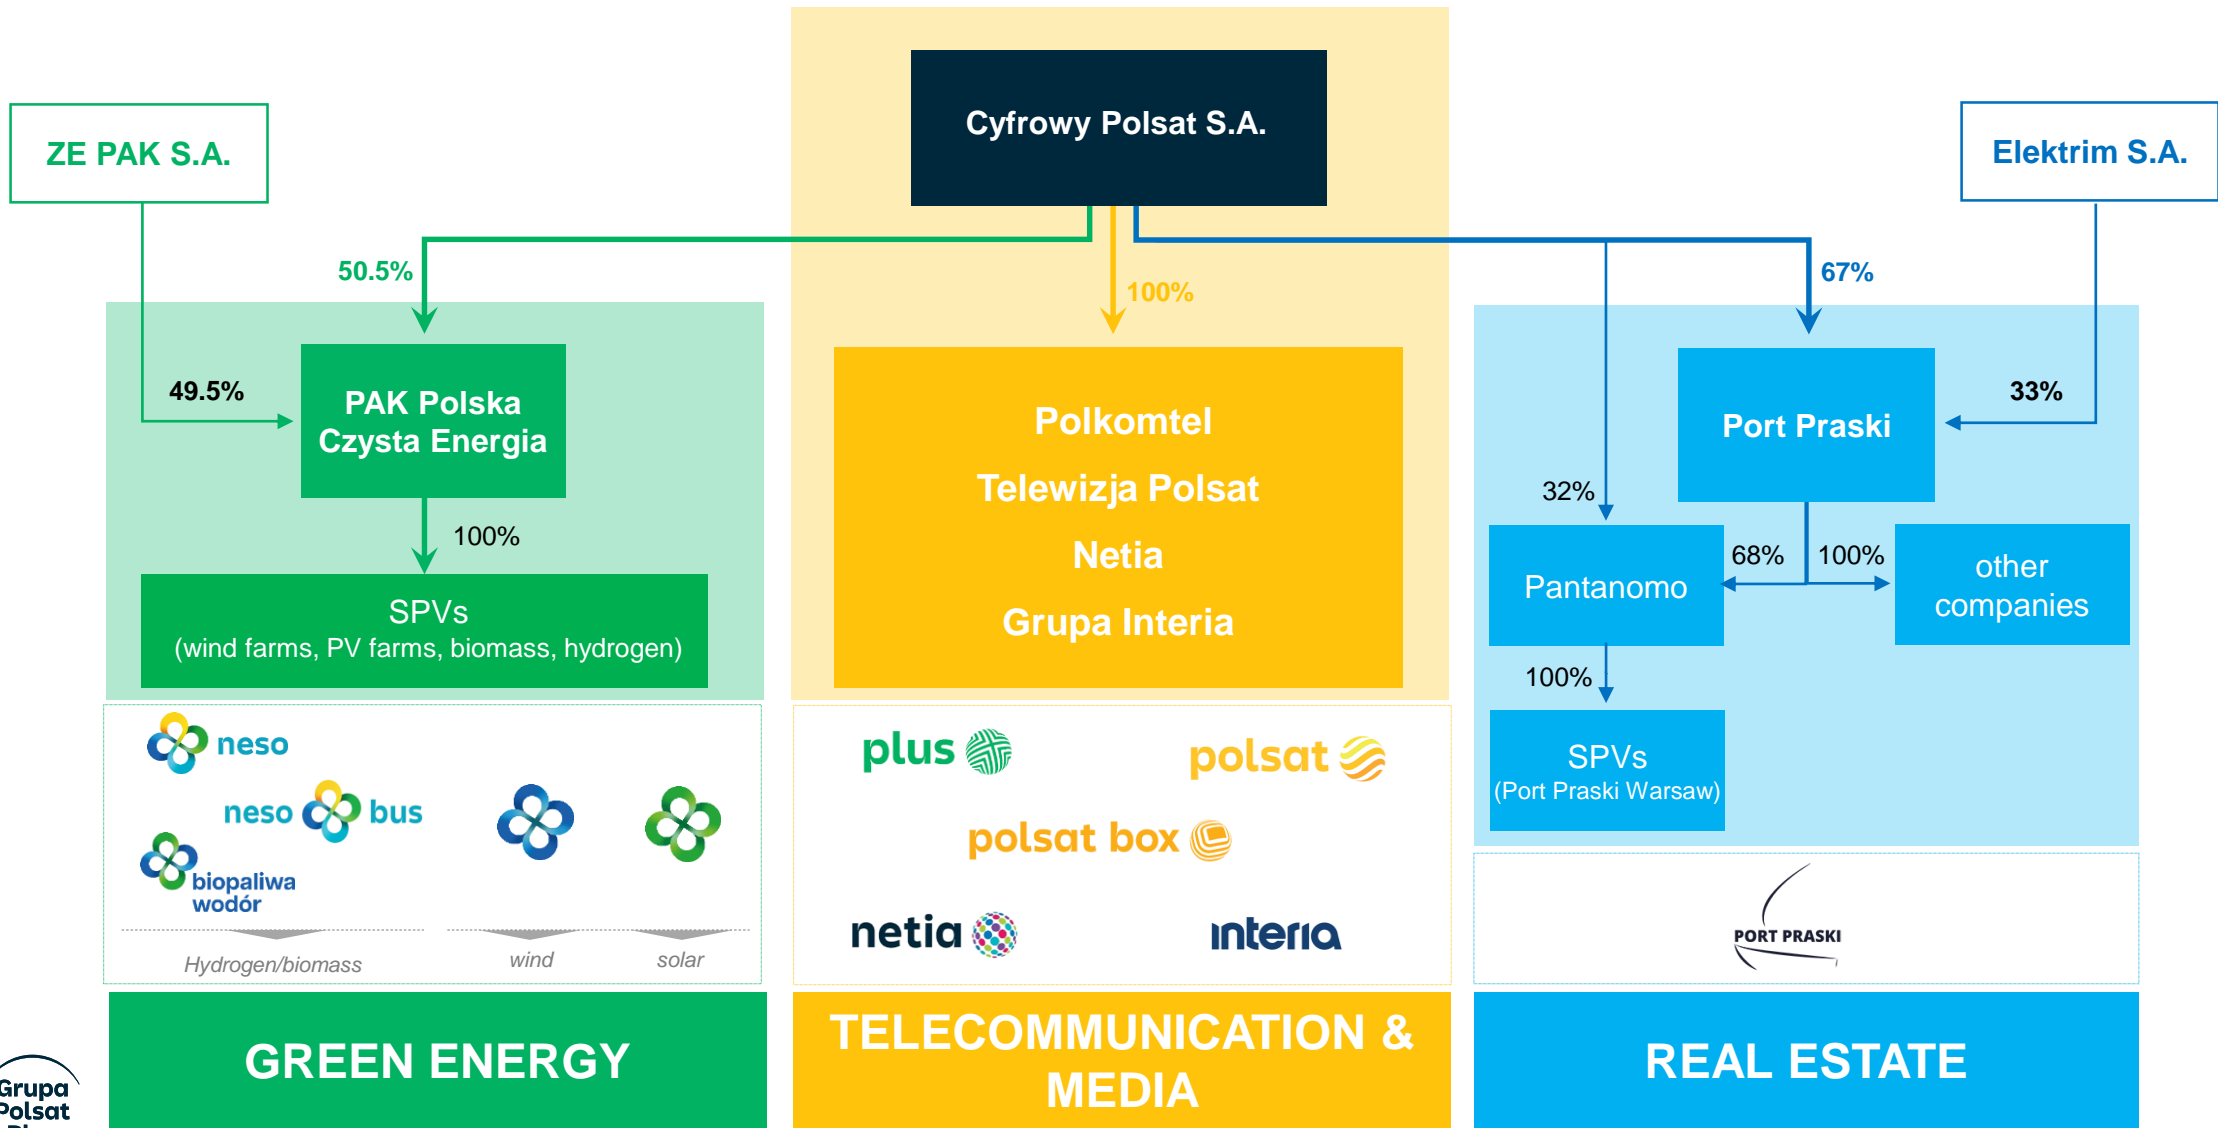 Cyfrowy Polsat S.A.
ZE PAK S.A.
Elektrim S.A.
50.5%
100%
67%
49.5%
PAK Polska
Czysta Energia
100%
SPVs
(wind farms, PV farms, biomass, hydrogen)
Polkomtel
Telewizja Polsat
Netia
Grupa Interia
Port Praski
33%
32%
68%
100%
Pantanomo
other
companies
100%
SPVs
(Port Praski Warsaw)
neso
neso bus
biopaliwa
wodór
Hydrogen/biomass
wind
solar
plus
polsat
polsat box
netia
interia
PORT PRASKI
GREEN ENERGY
TELECOMMUNICATION &
MEDIA
REAL ESTATE
Grupa
Polsat